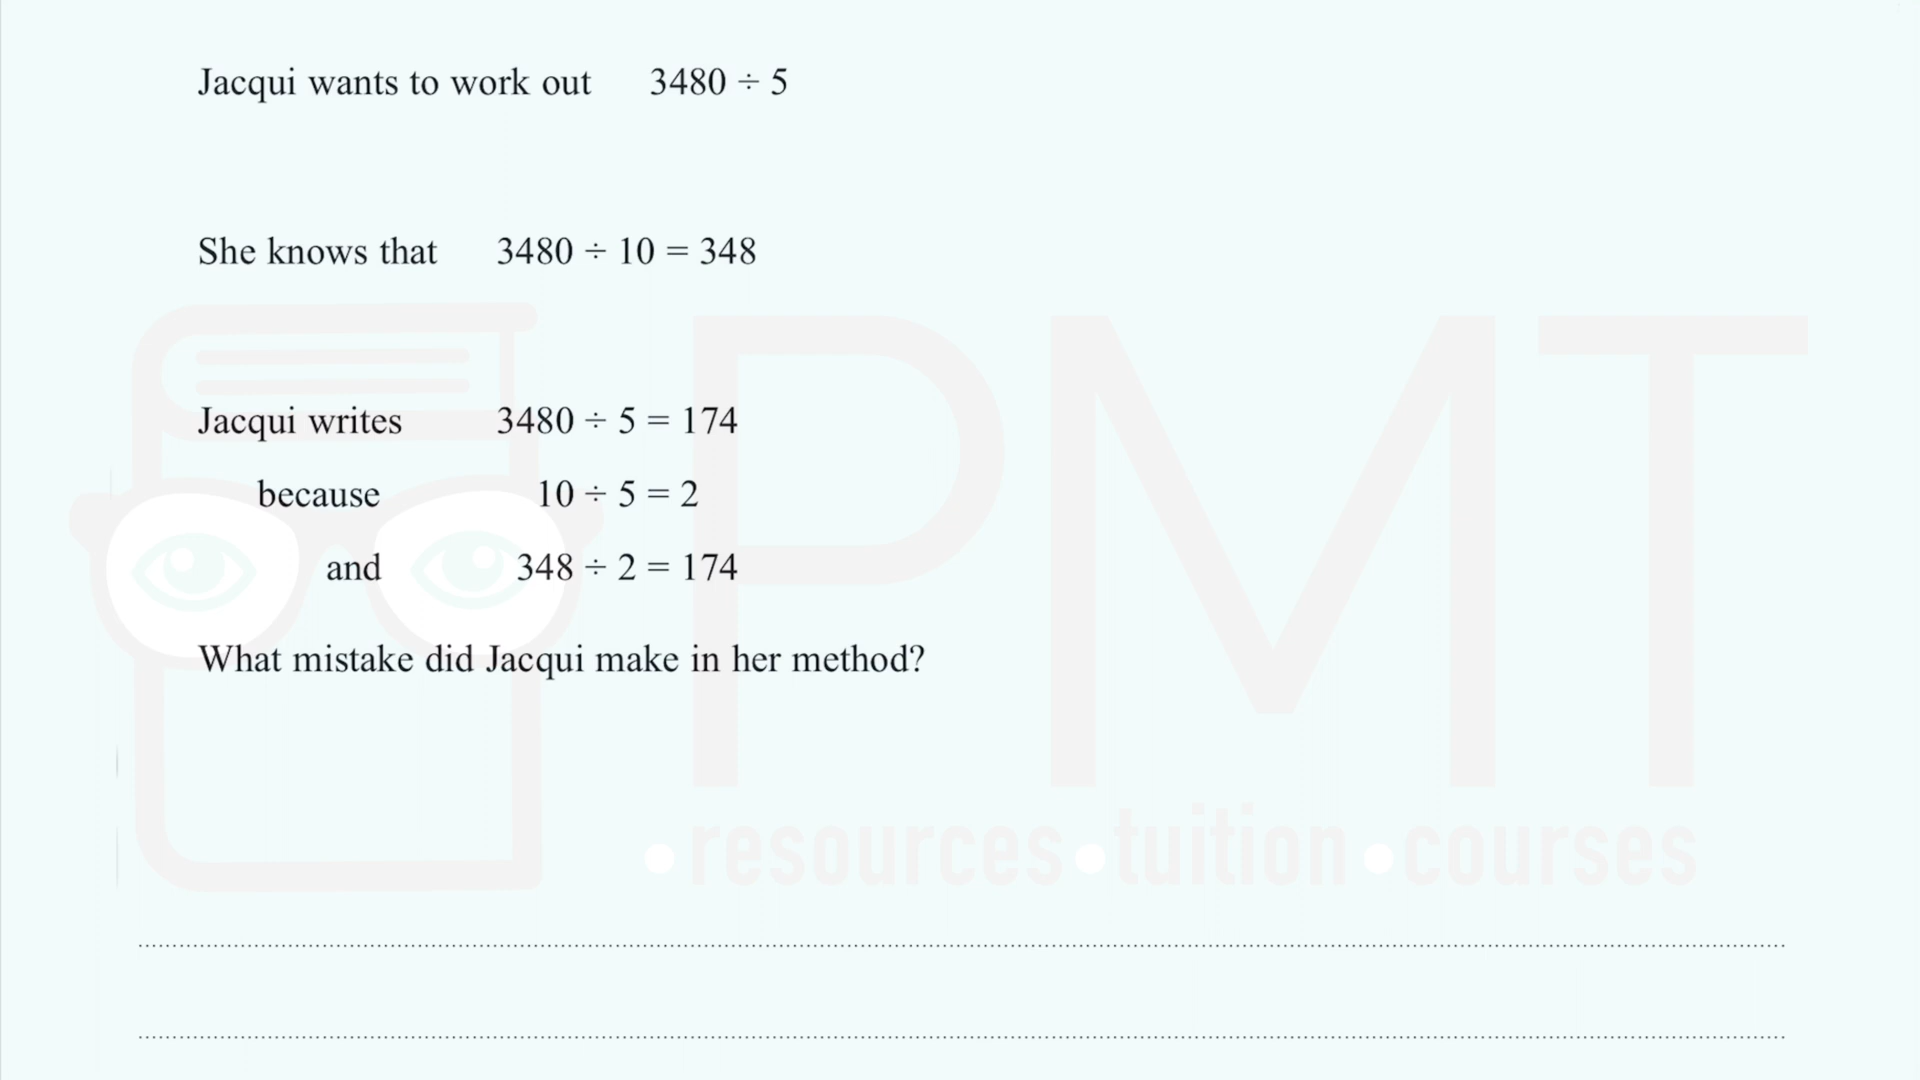 Jacqui wants to work out 3480 ÷ 5
She knows that 3480 ÷ 10 = 348
Jacqui writes 3480 ÷ 5 = 174
because 10 ÷ 5 = 2
and 348 ÷ 2 = 174
What mistake did Jacqui make in her method?
PMT
resources • tuition • courses